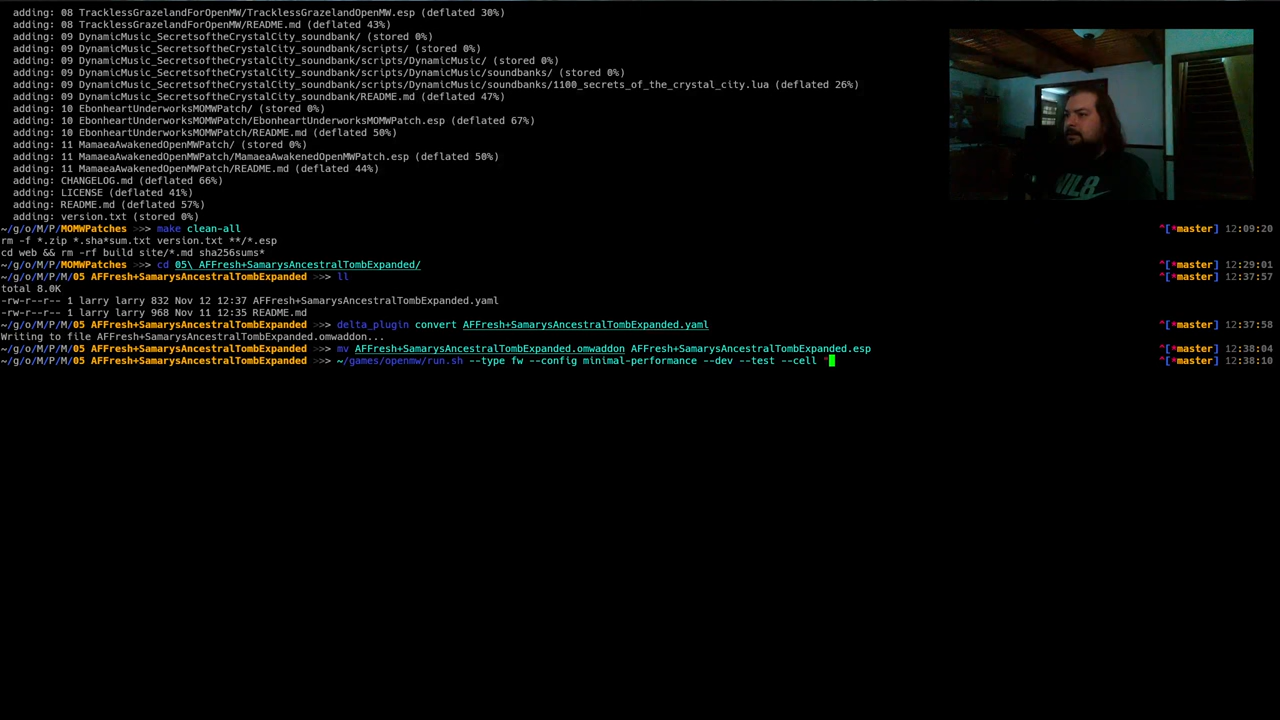 adding: 08 TracklessGrazelandForOpenMW/TracklessGrazelandOpenMW.esp (deflated 30%)
adding: 08 TracklessGrazelandForOpenMW/README.md (deflated 43%)
adding: 09 DynamicMusic_SecretsoftheCrystalCity_soundbank/ (stored 0%)
adding: 09 DynamicMusic_SecretsoftheCrystalCity_soundbank/scripts/ (stored 0%)
adding: 09 DynamicMusic_SecretsoftheCrystalCity_soundbank/scripts/DynamicMusic/ (stored 0%)
adding: 09 DynamicMusic_SecretsoftheCrystalCity_soundbank/scripts/DynamicMusic/soundbanks/ (stored 0%)
adding: 09 DynamicMusic_SecretsoftheCrystalCity_soundbank/scripts/DynamicMusic/soundbanks/1100_secrets_of_the_crystal_city.lua (deflated 26%)
adding: 09 DynamicMusic_SecretsoftheCrystalCity_soundbank/README.md (deflated 47%)
adding: 10 EbonheartUnderworksMOMWPatch/ (stored 0%)
adding: 10 EbonheartUnderworksMOMWPatch/EbonheartUnderworksMOMWPatch.esp (deflated 67%)
adding: 10 EbonheartUnderworksMOMWPatch/README.md (deflated 50%)
adding: 11 MamaeaAwakenedOpenMWPatch/ (stored 0%)
adding: 11 MamaeaAwakenedOpenMWPatch/MamaeaAwakenedOpenMWPatch.esp (deflated 50%)
adding: 11 MamaeaAwakenedOpenMWPatch/README.md (deflated 44%)
adding: CHANGELOG.md (deflated 66%)
adding: LICENSE (deflated 41%)
adding: README.md (deflated 57%)
adding: version.txt (stored 0%)
~/g/o/M/P/MOMWPatches >>> make clean-all ^[*master] 12:09:20
rm -f *.zip *.sha*sum.txt version.txt **/*.esp
cd web && rm -rf build site/*.md sha256sums*
~/g/o/M/P/MOMWPatches >>> cd 05\ AFFresh+SamarysAncestralTombExpanded/ ^[*master] 12:29:01
~/g/o/M/P/M/05 AFFresh+SamarysAncestralTombExpanded >>> ll ^[*master] 12:37:57
total 8.0K
-rw-r--r-- 1 larry larry 832 Nov 12 12:37 AFFresh+SamarysAncestralTombExpanded.yaml
-rw-r--r-- 1 larry larry 968 Nov 11 12:35 README.md
~/g/o/M/P/M/05 AFFresh+SamarysAncestralTombExpanded >>> delta_plugin convert AFFresh+SamarysAncestralTombExpanded.yaml ^[*master] 12:37:58
Writing to file AFFresh+SamarysAncestralTombExpanded.omwaddon...
~/g/o/M/P/M/05 AFFresh+SamarysAncestralTombExpanded >>> mv AFFresh+SamarysAncestralTombExpanded.omwaddon AFFresh+SamarysAncestralTombExpanded.esp ^[*master] 12:38:04
~/g/o/M/P/M/05 AFFresh+SamarysAncestralTombExpanded >>> ~/games/openmw/run.sh --type fw --config minimal-performance --dev --test --cell " ^[*master] 12:38:10